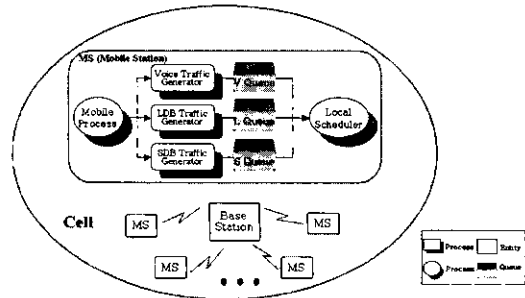 MS (Mobile Station)
Voice Traffic
Generator
V Queue
Mobile
Process
LDB Traffic
Generator
L Queue
Local
Scheduler
SDB Traffic
Generator
S Queue
Cell
MS
Base
Station
MS
MS
MS
Process
Entity
Process
Queue